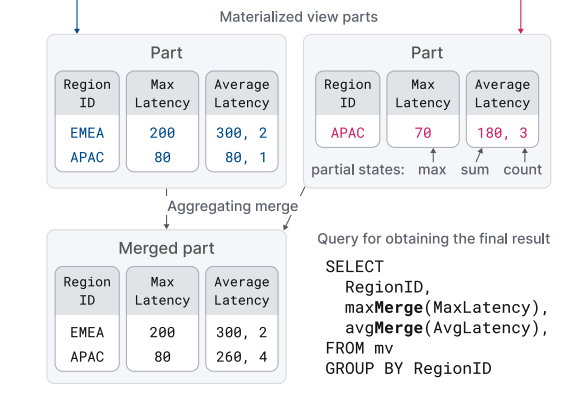 Materialized view parts
Part
Region ID
Max Latency
Average Latency
EMEA 200 300, 2
APAC 80 80, 1
Part
Region ID
Max Latency
Average Latency
APAC 70 180, 3
partial states: max sum count
Aggregating merge
Merged part
Region ID
Max Latency
Average Latency
EMEA 200 300, 2
APAC 80 260, 4
Query for obtaining the final result
SELECT
RegionID,
maxMerge(MaxLatency),
avgMerge(AvgLatency),
FROM mv
GROUP BY RegionID